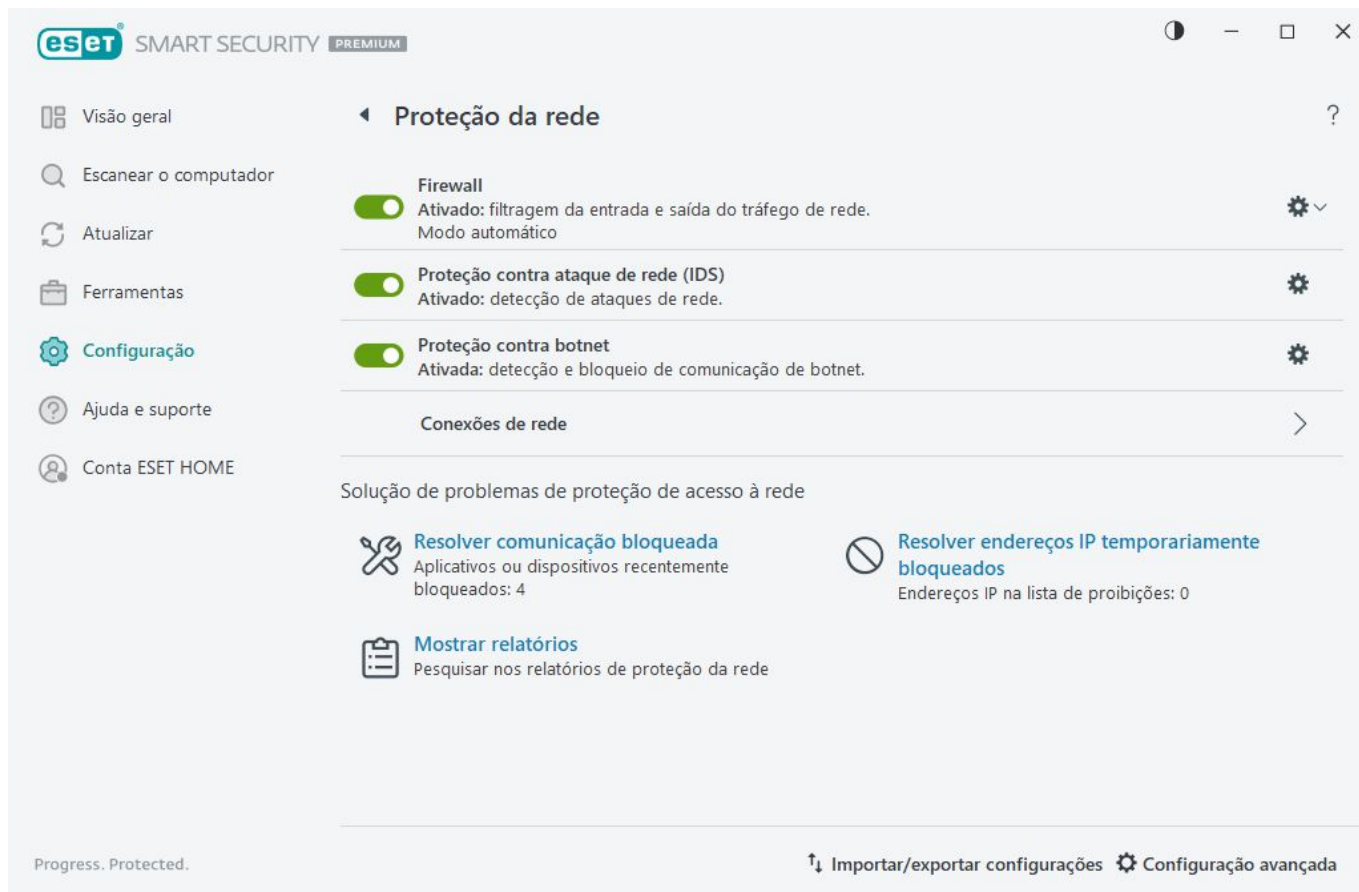 eset® SMART SECURITY PREMIUM
Visão geral
Escanear o computador
Atualizar
Ferramentas
Configuração
Ajuda e suporte
Conta ESET HOME
Proteção da rede
?
Firewall
Ativado: filtragem da entrada e saída do tráfego de rede.
Modo automático
Proteção contra ataque de rede (IDS)
Ativado: detecção de ataques de rede.
Proteção contra botnet
Ativada: detecção e bloqueio de comunicação de botnet.
Conexões de rede
Solução de problemas de proteção de acesso à rede
Resolver comunicação bloqueada
Aplicativos ou dispositivos recentemente
bloqueados: 4
Resolver endereços IP temporariamente
bloqueados
Endereços IP na lista de proibições: 0
Mostrar relatórios
Pesquisar nos relatórios de proteção da rede
Progress. Protected.
Importar/exportar configurações
Configuração avançada